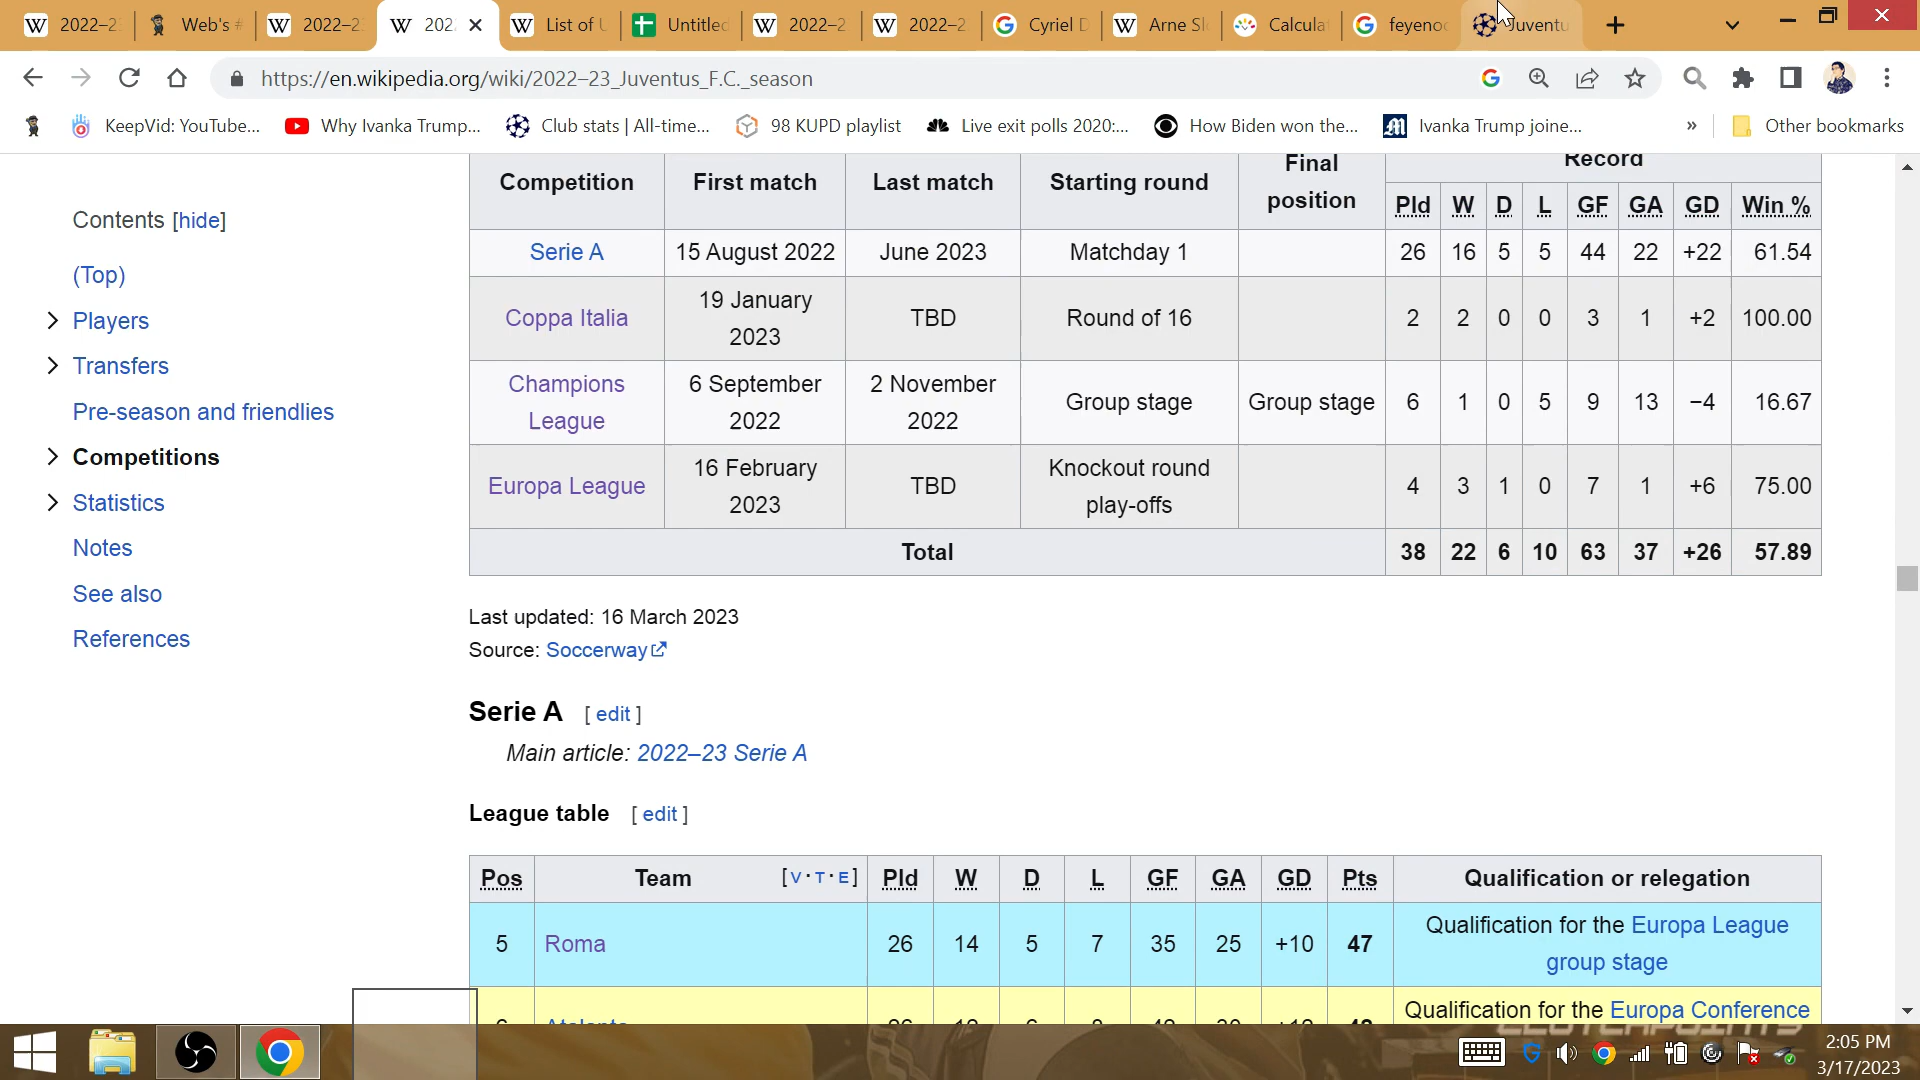 2022–2
Web's #
2022–2
202
List of U
Untitled
2022–2
2022–2
Cyriel D
Arne Sl
Calcula
feyenoo
Juventu
https://en.wikipedia.org/wiki/2022–23_Juventus_F.C._season
KeepVid: YouTube... Why Ivanka Trump... Club stats | All-time... 98 KUPD playlist Live exit polls 2020:... How Biden won the... Ivanka Trump joine... » Other bookmarks
Contents [hide]
(Top)
Players
Transfers
Pre-season and friendlies
Competitions
Statistics
Notes
See also
References
Competition First match Last match Starting round Final position Record
Pld W D L GF GA GD Win %
Serie A 15 August 2022 June 2023 Matchday 1 26 16 5 5 44 22 +22 61.54
Coppa Italia 19 January 2023 TBD Round of 16 2 2 0 0 3 1 +2 100.00
Champions League 6 September 2022 2 November 2022 Group stage Group stage 6 1 0 5 9 13 −4 16.67
Europa League 16 February 2023 TBD Knockout round play-offs 4 3 1 0 7 1 +6 75.00
Total 38 22 6 10 63 37 +26 57.89
Last updated: 16 March 2023
Source: Soccerway
Serie A [ edit ]
Main article: 2022–23 Serie A
League table [ edit ]
Pos Team [V·T·E] Pld W D L GF GA GD Pts Qualification or relegation
5 Roma 26 14 5 7 35 25 +10 47 Qualification for the Europa League group stage
Atalanta Qualification for the Europa Conference
2:05 PM
3/17/2023